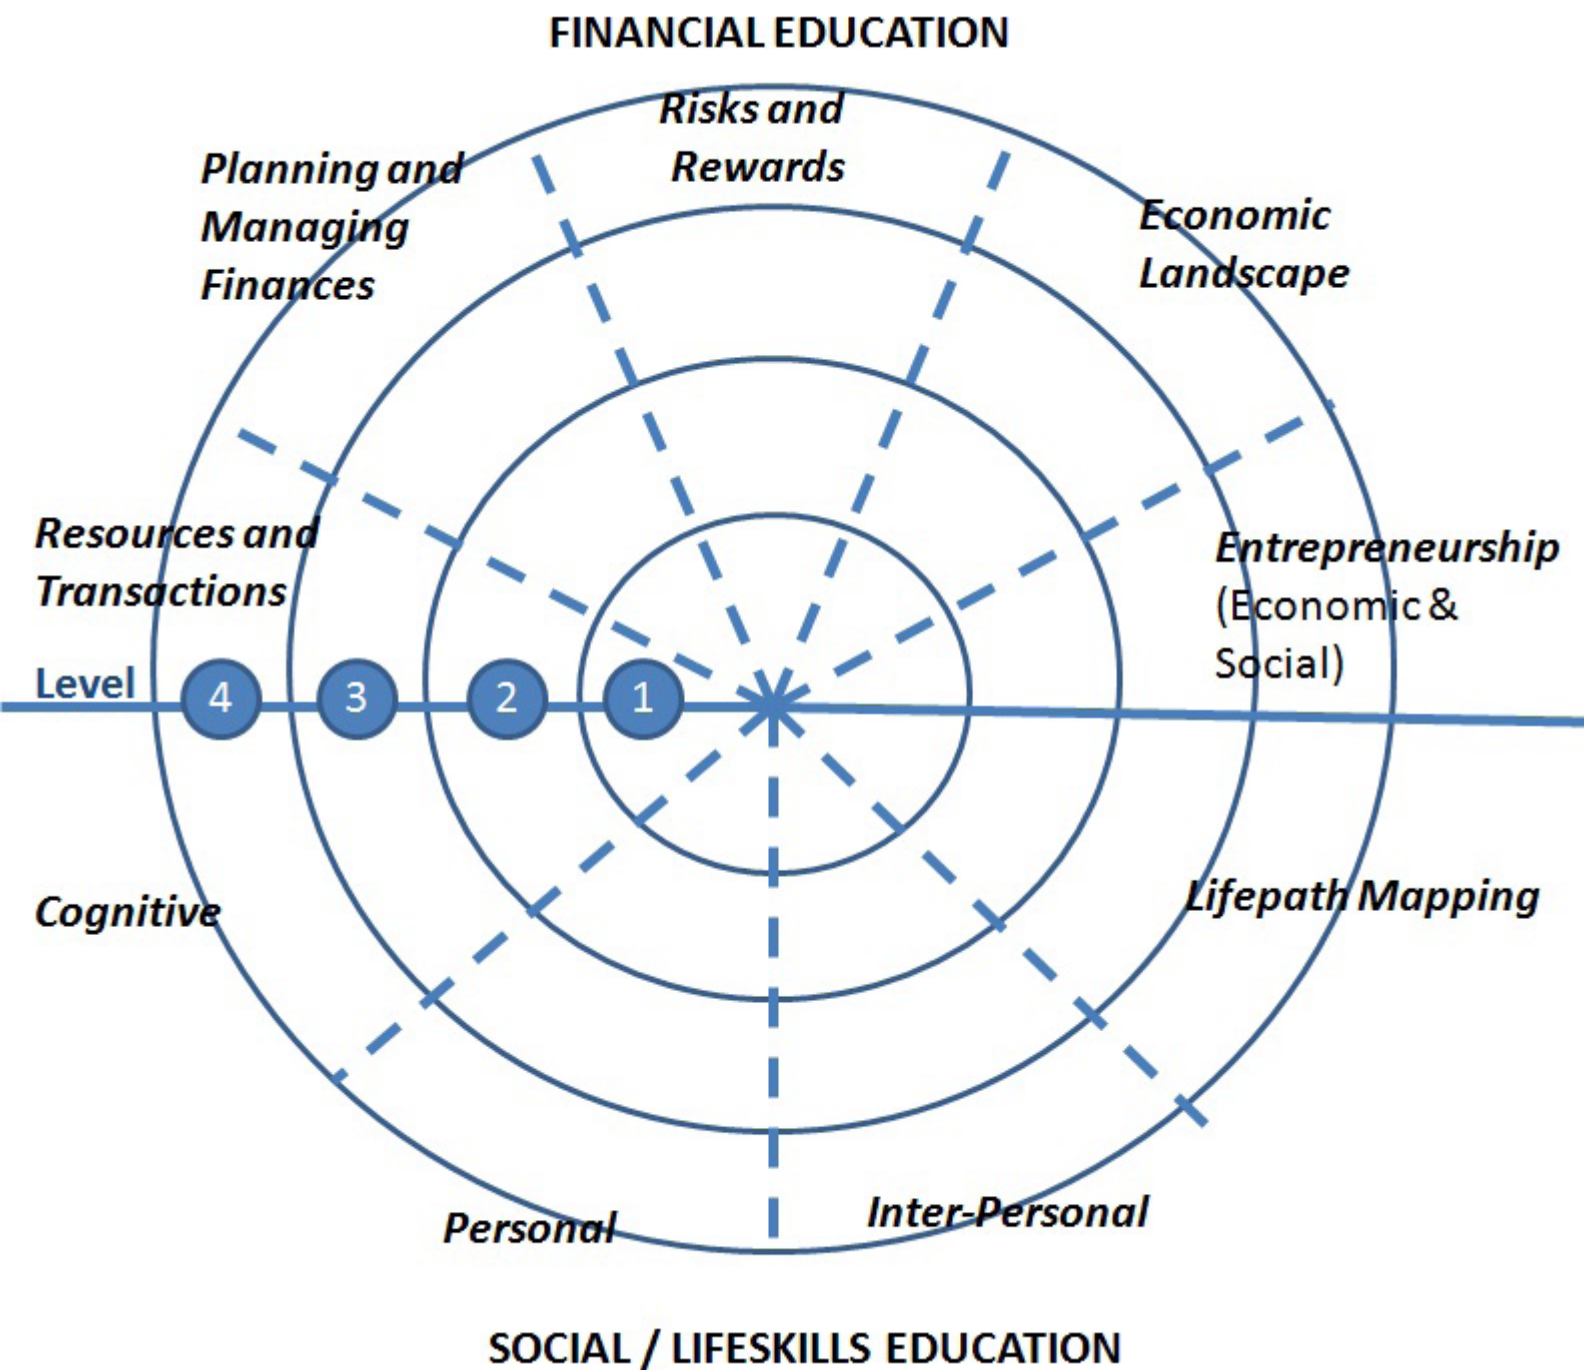 FINANCIAL EDUCATION
Risks and
Rewards
Planning and
Managing
Finances
Economic
Landscape
Resources and
Transactions
Entrepreneurship
(Economic &
Social)
Level
4
3
2
1
Cognitive
Lifepath Mapping
Personal
Inter-Personal
SOCIAL / LIFESKILLS EDUCATION